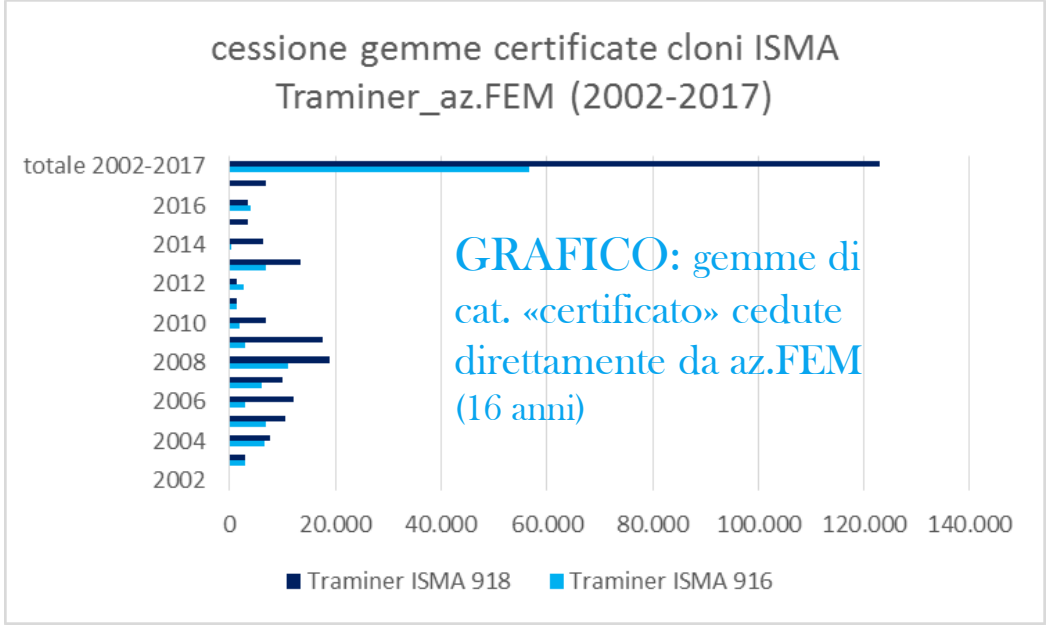 cessione gemme certificate cloni ISMA
Traminer_az.FEM (2002-2017)
totale 2002-2017
2016
2014
2012
2010
2008
2006
2004
2002
GRAFICO: gemme di
cat. «certificato» cedute
direttamente da az.FEM
(16 anni)
0 20.000 40.000 60.000 80.000 100.000 120.000 140.000
Traminer ISMA 918 Traminer ISMA 916